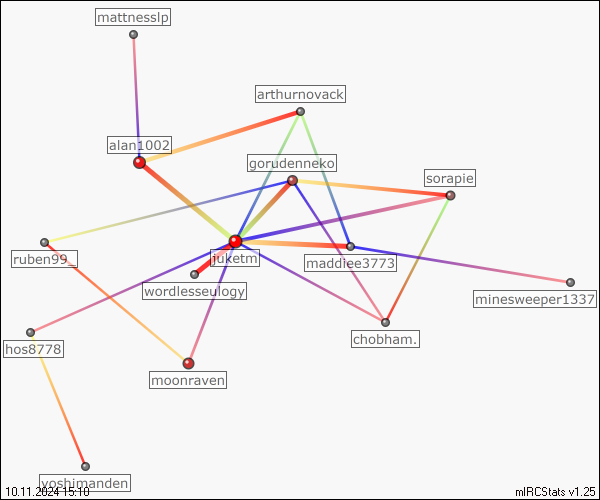 mattnesslp
arthurnovack
alan1002
gorudenneko
sorapie
ruben99_
juketm
maddiee3773
wordlesseulogy
minesweeper1337
hos8778
chobham.
moonraven
yoshimanden
10.11.2024 15:10
mIRCStats v1.25